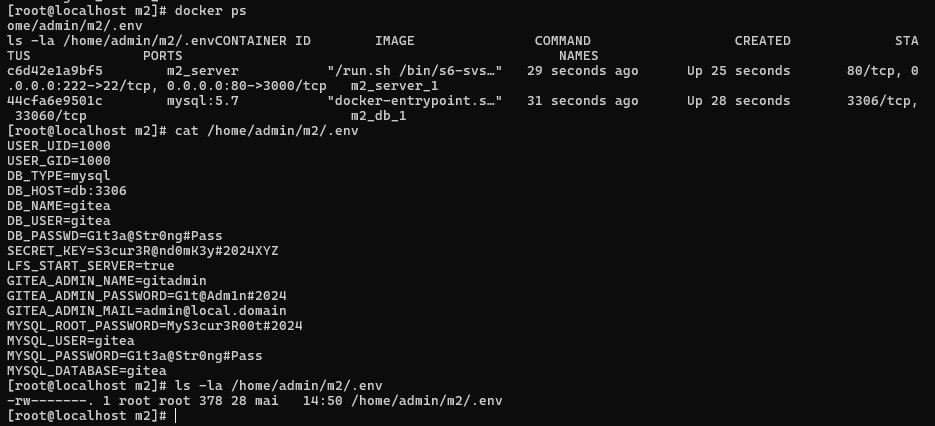 [root@localhost m2]# docker ps
ome/admin/m2/.env
ls -la /home/admin/m2/.envCONTAINER ID        IMAGE               COMMAND                  CREATED             STA
TUS              PORTS                                              NAMES
c6d42e1a9bf5        m2_server           "/run.sh /bin/s6-svs…"   29 seconds ago      Up 25 seconds       80/tcp, 0
.0.0.0:222->22/tcp, 0.0.0.0:80->3000/tcp   m2_server_1
44cfa6e9501c        mysql:5.7           "docker-entrypoint.s…"   31 seconds ago      Up 28 seconds       3306/tcp,
 33060/tcp                                 m2_db_1
[root@localhost m2]# cat /home/admin/m2/.env
USER_UID=1000
USER_GID=1000
DB_TYPE=mysql
DB_HOST=db:3306
DB_NAME=gitea
DB_USER=gitea
DB_PASSWD=G1t3a@Str0ng#Pass
SECRET_KEY=S3cur3R@nd0mK3y#2024XYZ
LFS_START_SERVER=true
GITEA_ADMIN_NAME=gitadmin
GITEA_ADMIN_PASSWORD=G1t@Adm1n#2024
GITEA_ADMIN_MAIL=admin@local.domain
MYSQL_ROOT_PASSWORD=MyS3cur3R00t#2024
MYSQL_USER=gitea
MYSQL_PASSWORD=G1t3a@Str0ng#Pass
MYSQL_DATABASE=gitea
[root@localhost m2]# ls -la /home/admin/m2/.env
-rw-------. 1 root root 378 28 mai   14:50 /home/admin/m2/.env
[root@localhost m2]#